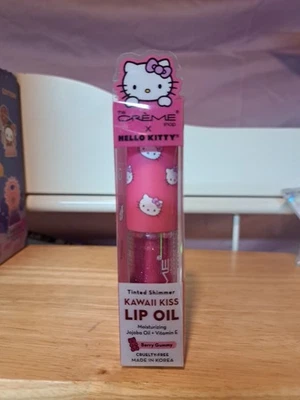 THE
CRÈME
SHOP
x
HELLO KITTY
Tinted Shimmer
KAWAII KISS
LIP OIL
Moisturizing
Jojoba Oil + Vitamin E
Berry Gummy
CRUELTY-FREE
MADE IN KOREA